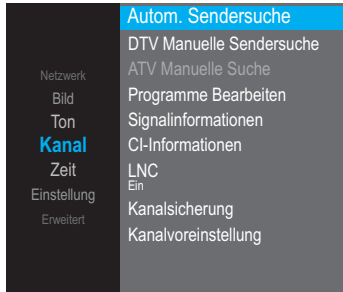 Netzwerk
Bild
Ton
Kanal
Zeit
Einstellung
Erweitert
Autom. Sendersuche
DTV Manuelle Sendersuche
ATV Manuelle Suche
Programme Bearbeiten
Signalinformationen
CI-Informationen
LNC
Ein
Kanalsicherung
Kanalvoreinstellung